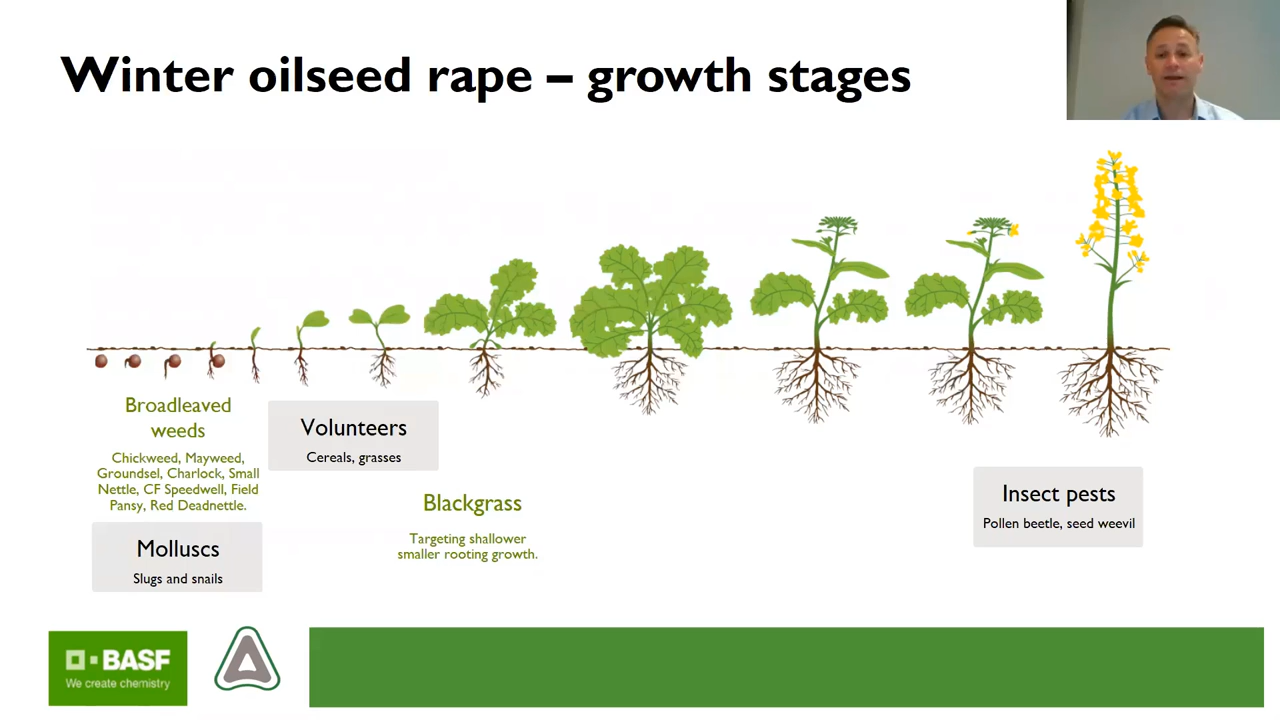 Winter oilseed rape – growth stages
Broadleaved
weeds
Chickweed, Mayweed,
Groundsel, Charlock, Small
Nettle, CF Speedwell, Field
Pansy, Red Deadnettle.
Molluscs
Slugs and snails
Volunteers
Cereals, grasses
Blackgrass
Targeting shallower
smaller rooting growth.
Insect pests
Pollen beetle, seed weevil
BASF
We create chemistry